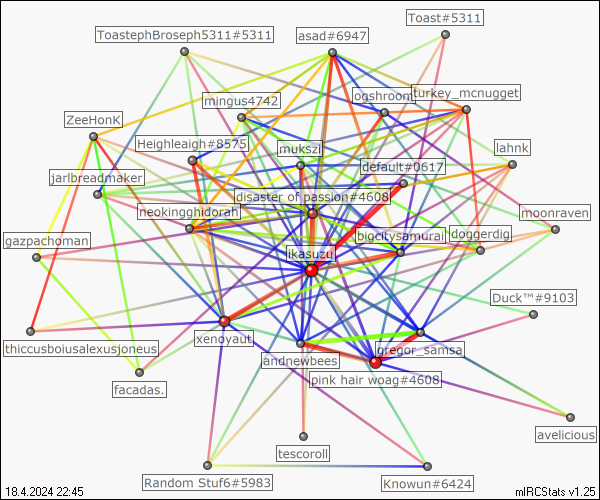 Toast#5311
ToastephBroseph5311#5311
asad#6947
ogshroom
turkey_mcnugget
mingus4742
ZeeHonK
Heighleaigh#8575
mukszi
lahnk
default#0617
jarlbreadmaker
disaster of passion#4608
neokingghidorah
moonraven
gazpachoman
bigcitysamurai
doggerdig
ikasuzu
Duck™#9103
thiccusboiusalexusjoneus
xenoyaut
gregor_samsa
andnewbees
pink hair woag#4608
facadas.
avelicious
tescoroll
Random Stuf6#5983
Knowun#6424
18.4.2024 22:45
mIRCStats v1.25